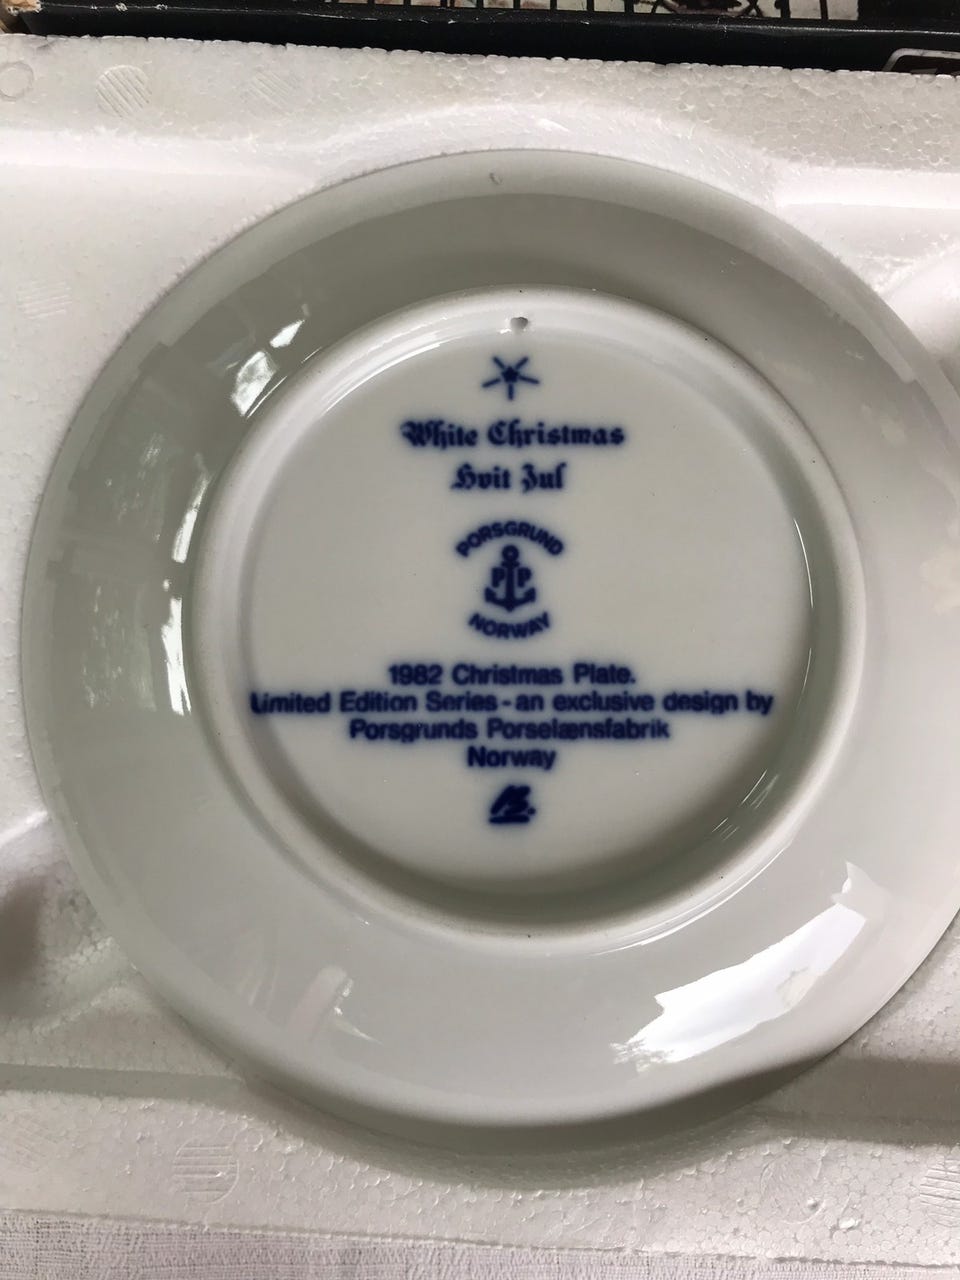 White Christmas
Hvit Jul
PORSGRUND
PP
NORWAY
1982 Christmas Plate.
Limited Edition Series - an exclusive design by
Porsgrunds Porselænsfabrik
Norway